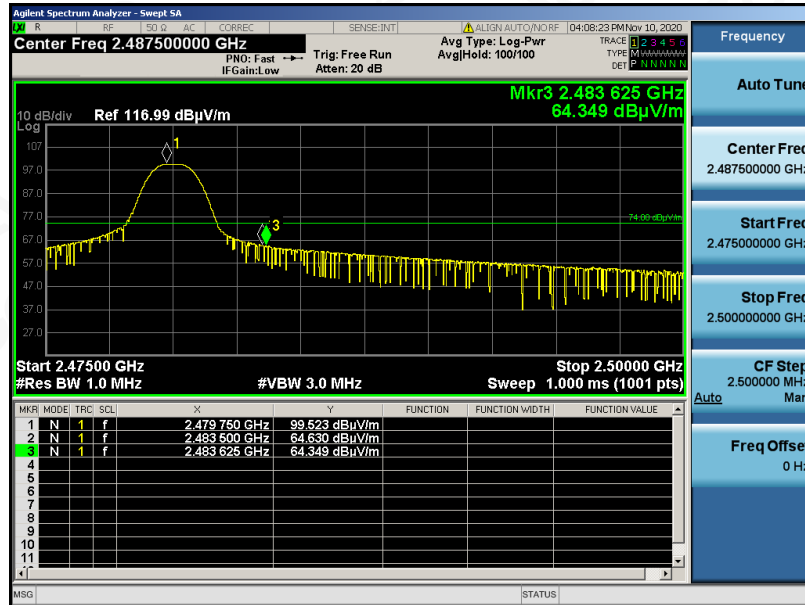 Agilent Spectrum Analyzer - Swept SA
LXI R RF 50 Ω AC CORREC SENSE:INT ALIGN AUTO/NO RF 04:08:23 PM Nov 10, 2020
Center Freq 2.487500000 GHz
PNO: Fast
IFGain:Low
Trig: Free Run
Atten: 20 dB
Avg Type: Log-Pwr
Avg|Hold: 100/100
TRACE 1 2 3 4 5 6
TYPE M
DET P N N N N N
Mkr3 2.483 625 GHz
64.349 dBµV/m
10 dB/div
Log
Ref 116.99 dBµV/m
107
97.0
87.0
77.0
67.0
57.0
47.0
37.0
27.0
1
3
74.00 dBµV/m
Start 2.47500 GHz
Stop 2.50000 GHz
#Res BW 1.0 MHz
#VBW 3.0 MHz
Sweep 1.000 ms (1001 pts)
MKR MODE TRC SCL X Y FUNCTION FUNCTION WIDTH FUNCTION VALUE
1 N 1 f 2.479 750 GHz 99.523 dBµV/m
2 N 1 f 2.483 500 GHz 64.630 dBµV/m
3 N 1 f 2.483 625 GHz 64.349 dBµV/m
4
5
6
7
8
9
10
11
MSG
STATUS
Frequency
Auto Tune
Center Freq
2.487500000 GHz
Start Freq
2.475000000 GHz
Stop Freq
2.500000000 GHz
CF Step
2.500000 MHz
Auto Man
Freq Offset
0 Hz